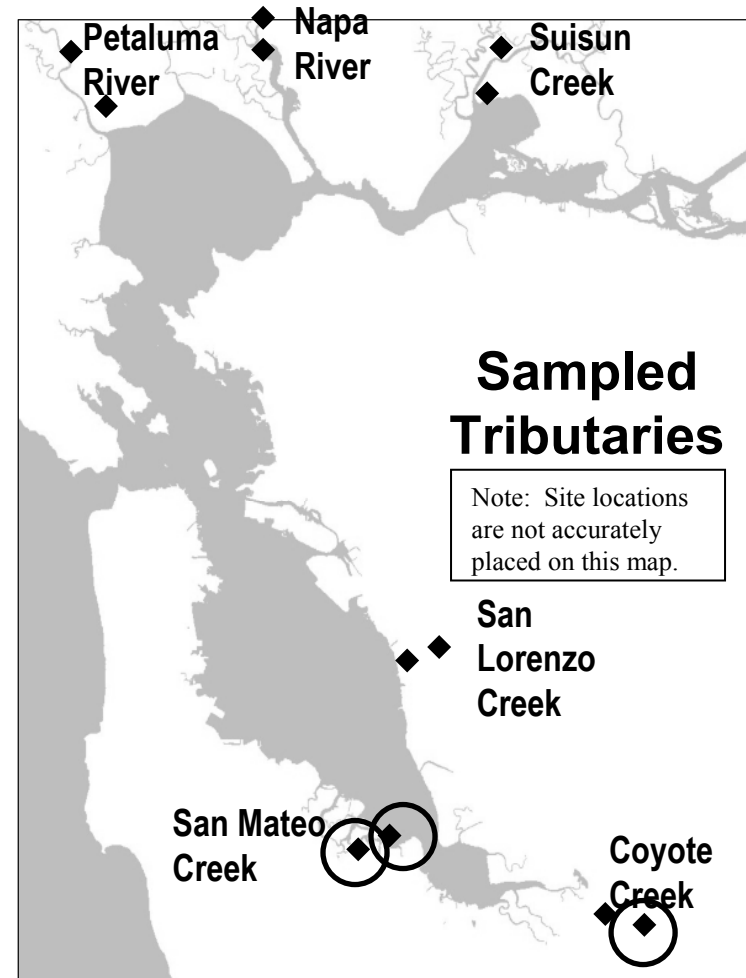 Petaluma
River
Napa
River
Suisun
Creek
Sampled
Tributaries
Note:  Site locations
are not accurately
placed on this map.
San
Lorenzo
Creek
San Mateo
Creek
Coyote
Creek